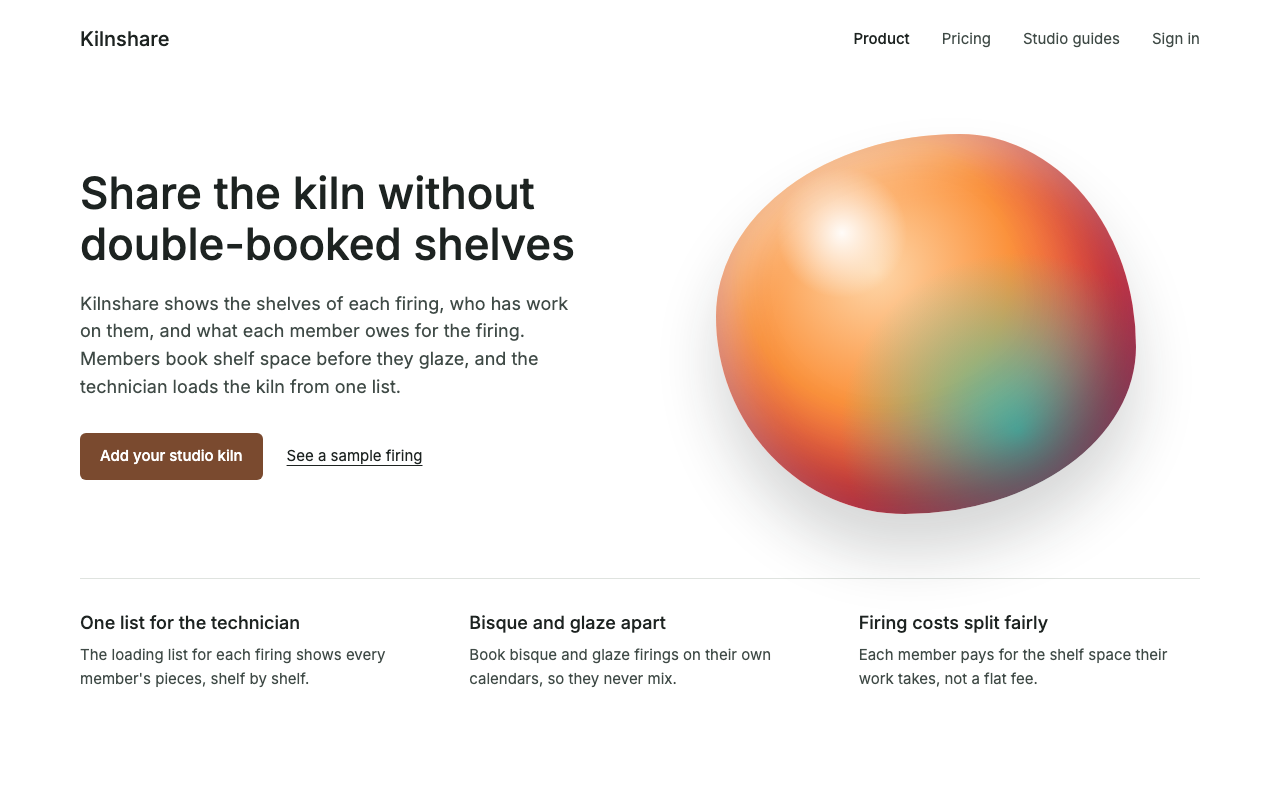 Kilnshare
Product
Pricing
Studio guides
Sign in
Share the kiln without
double-booked shelves
Kilnshare shows the shelves of each firing, who has work
on them, and what each member owes for the firing.
Members book shelf space before they glaze, and the
technician loads the kiln from one list.
Add your studio kiln
See a sample firing
One list for the technician
The loading list for each firing shows every
member's pieces, shelf by shelf.
Bisque and glaze apart
Book bisque and glaze firings on their own
calendars, so they never mix.
Firing costs split fairly
Each member pays for the shelf space their
work takes, not a flat fee.